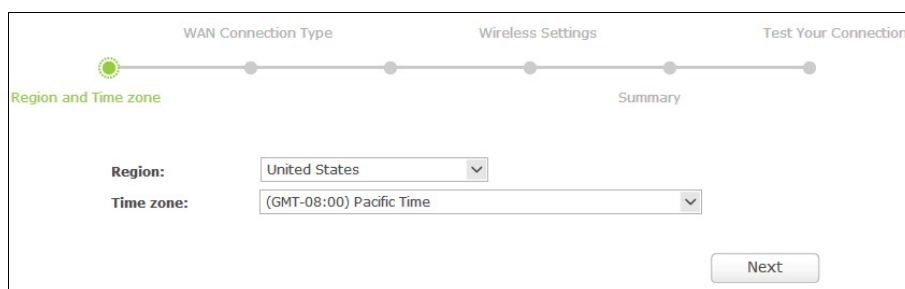 WAN Connection Type Wireless Settings Test Your Connection
Region and Time zone Summary
Region: United States
Time zone: (GMT-08:00) Pacific Time
Next